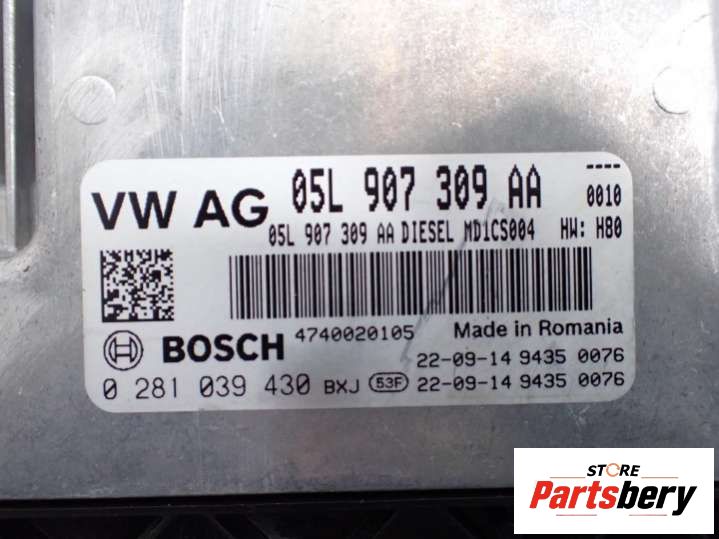 VW AG 05L 907 309 AA ----
0010
05L 907 309 AA DIESEL MD1CS004 HW: H80
4740020105 Made in Romania
BOSCH 22-09-14 9435 0076
0 281 039 430 BXJ 53F 22-09-14 9435 0076
STORE
Partsbery